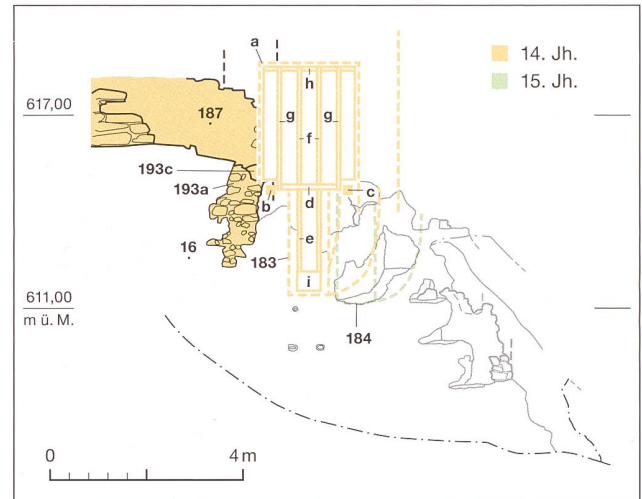 a
14. Jh.
15. Jh.
h
617,00
187
g
g
f
193c
193a
b
d
c
e
16
183
i
611,00
m ü. M.
184
0
4 m